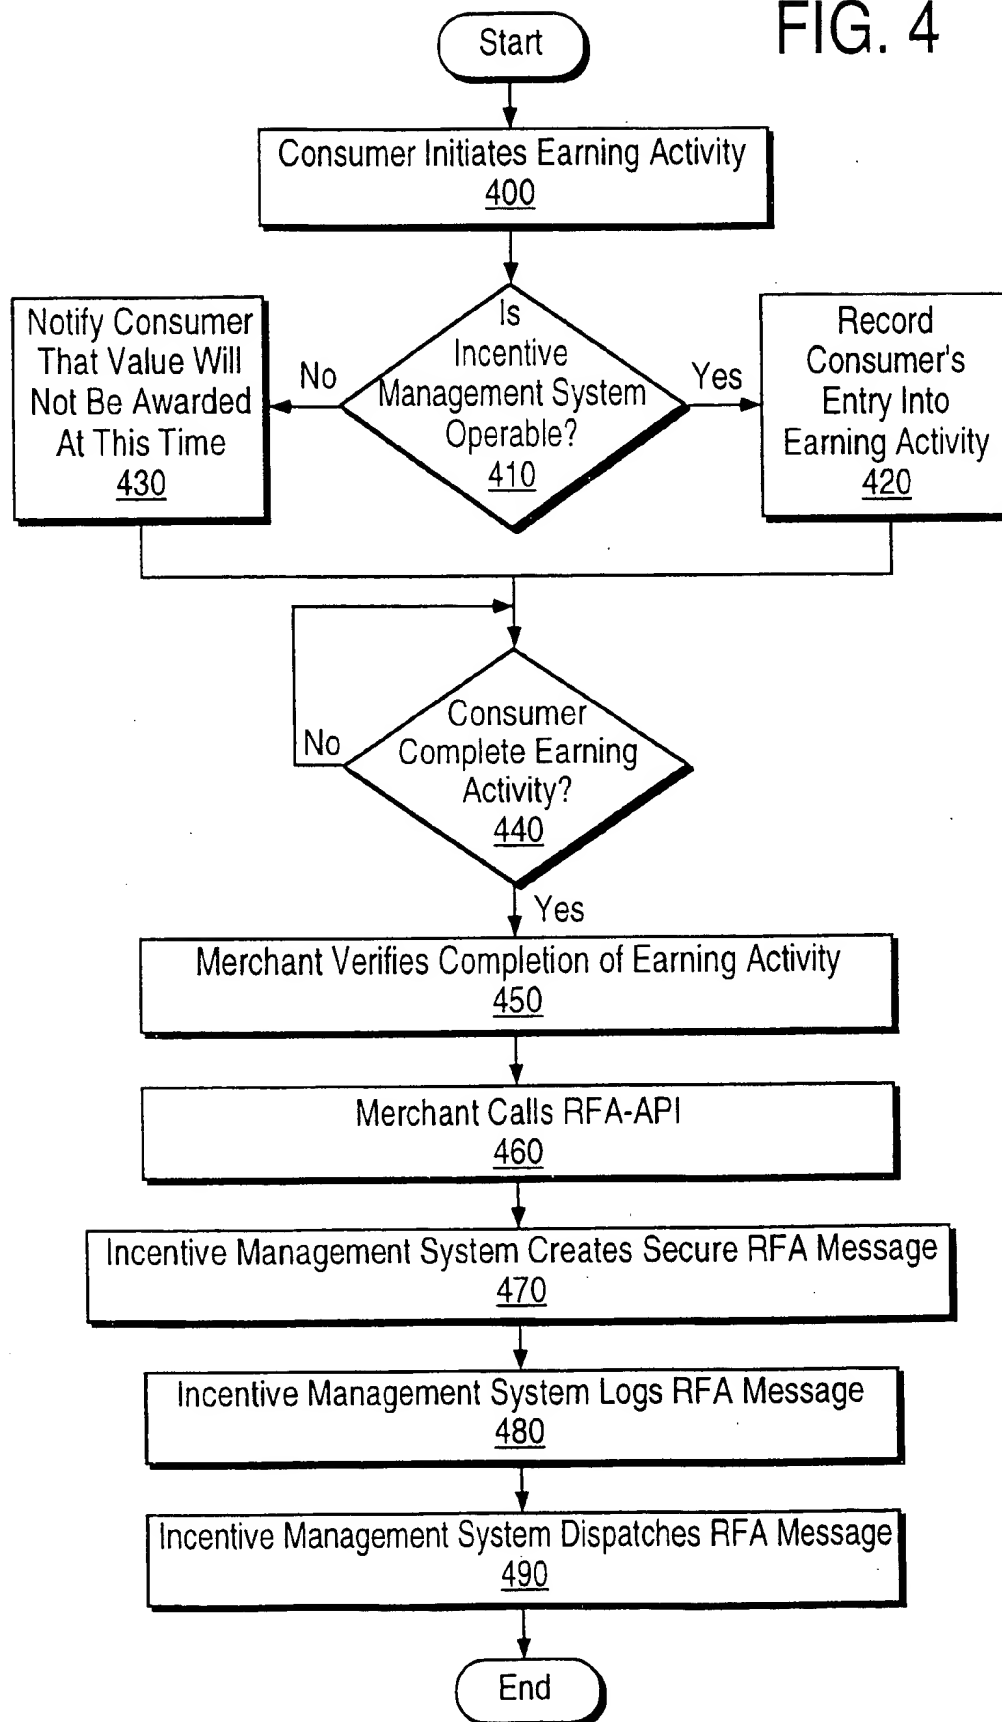 FIG. 4
Start
Consumer Initiates Earning Activity
400
Is
Incentive
Management System
Operable?
410
No
Yes
Notify Consumer
That Value Will
Not Be Awarded
At This Time
430
Record
Consumer's
Entry Into
Earning Activity
420
Consumer
Complete Earning
Activity?
440
No
Yes
Merchant Verifies Completion of Earning Activity
450
Merchant Calls RFA-API
460
Incentive Management System Creates Secure RFA Message
470
Incentive Management System Logs RFA Message
480
Incentive Management System Dispatches RFA Message
490
End